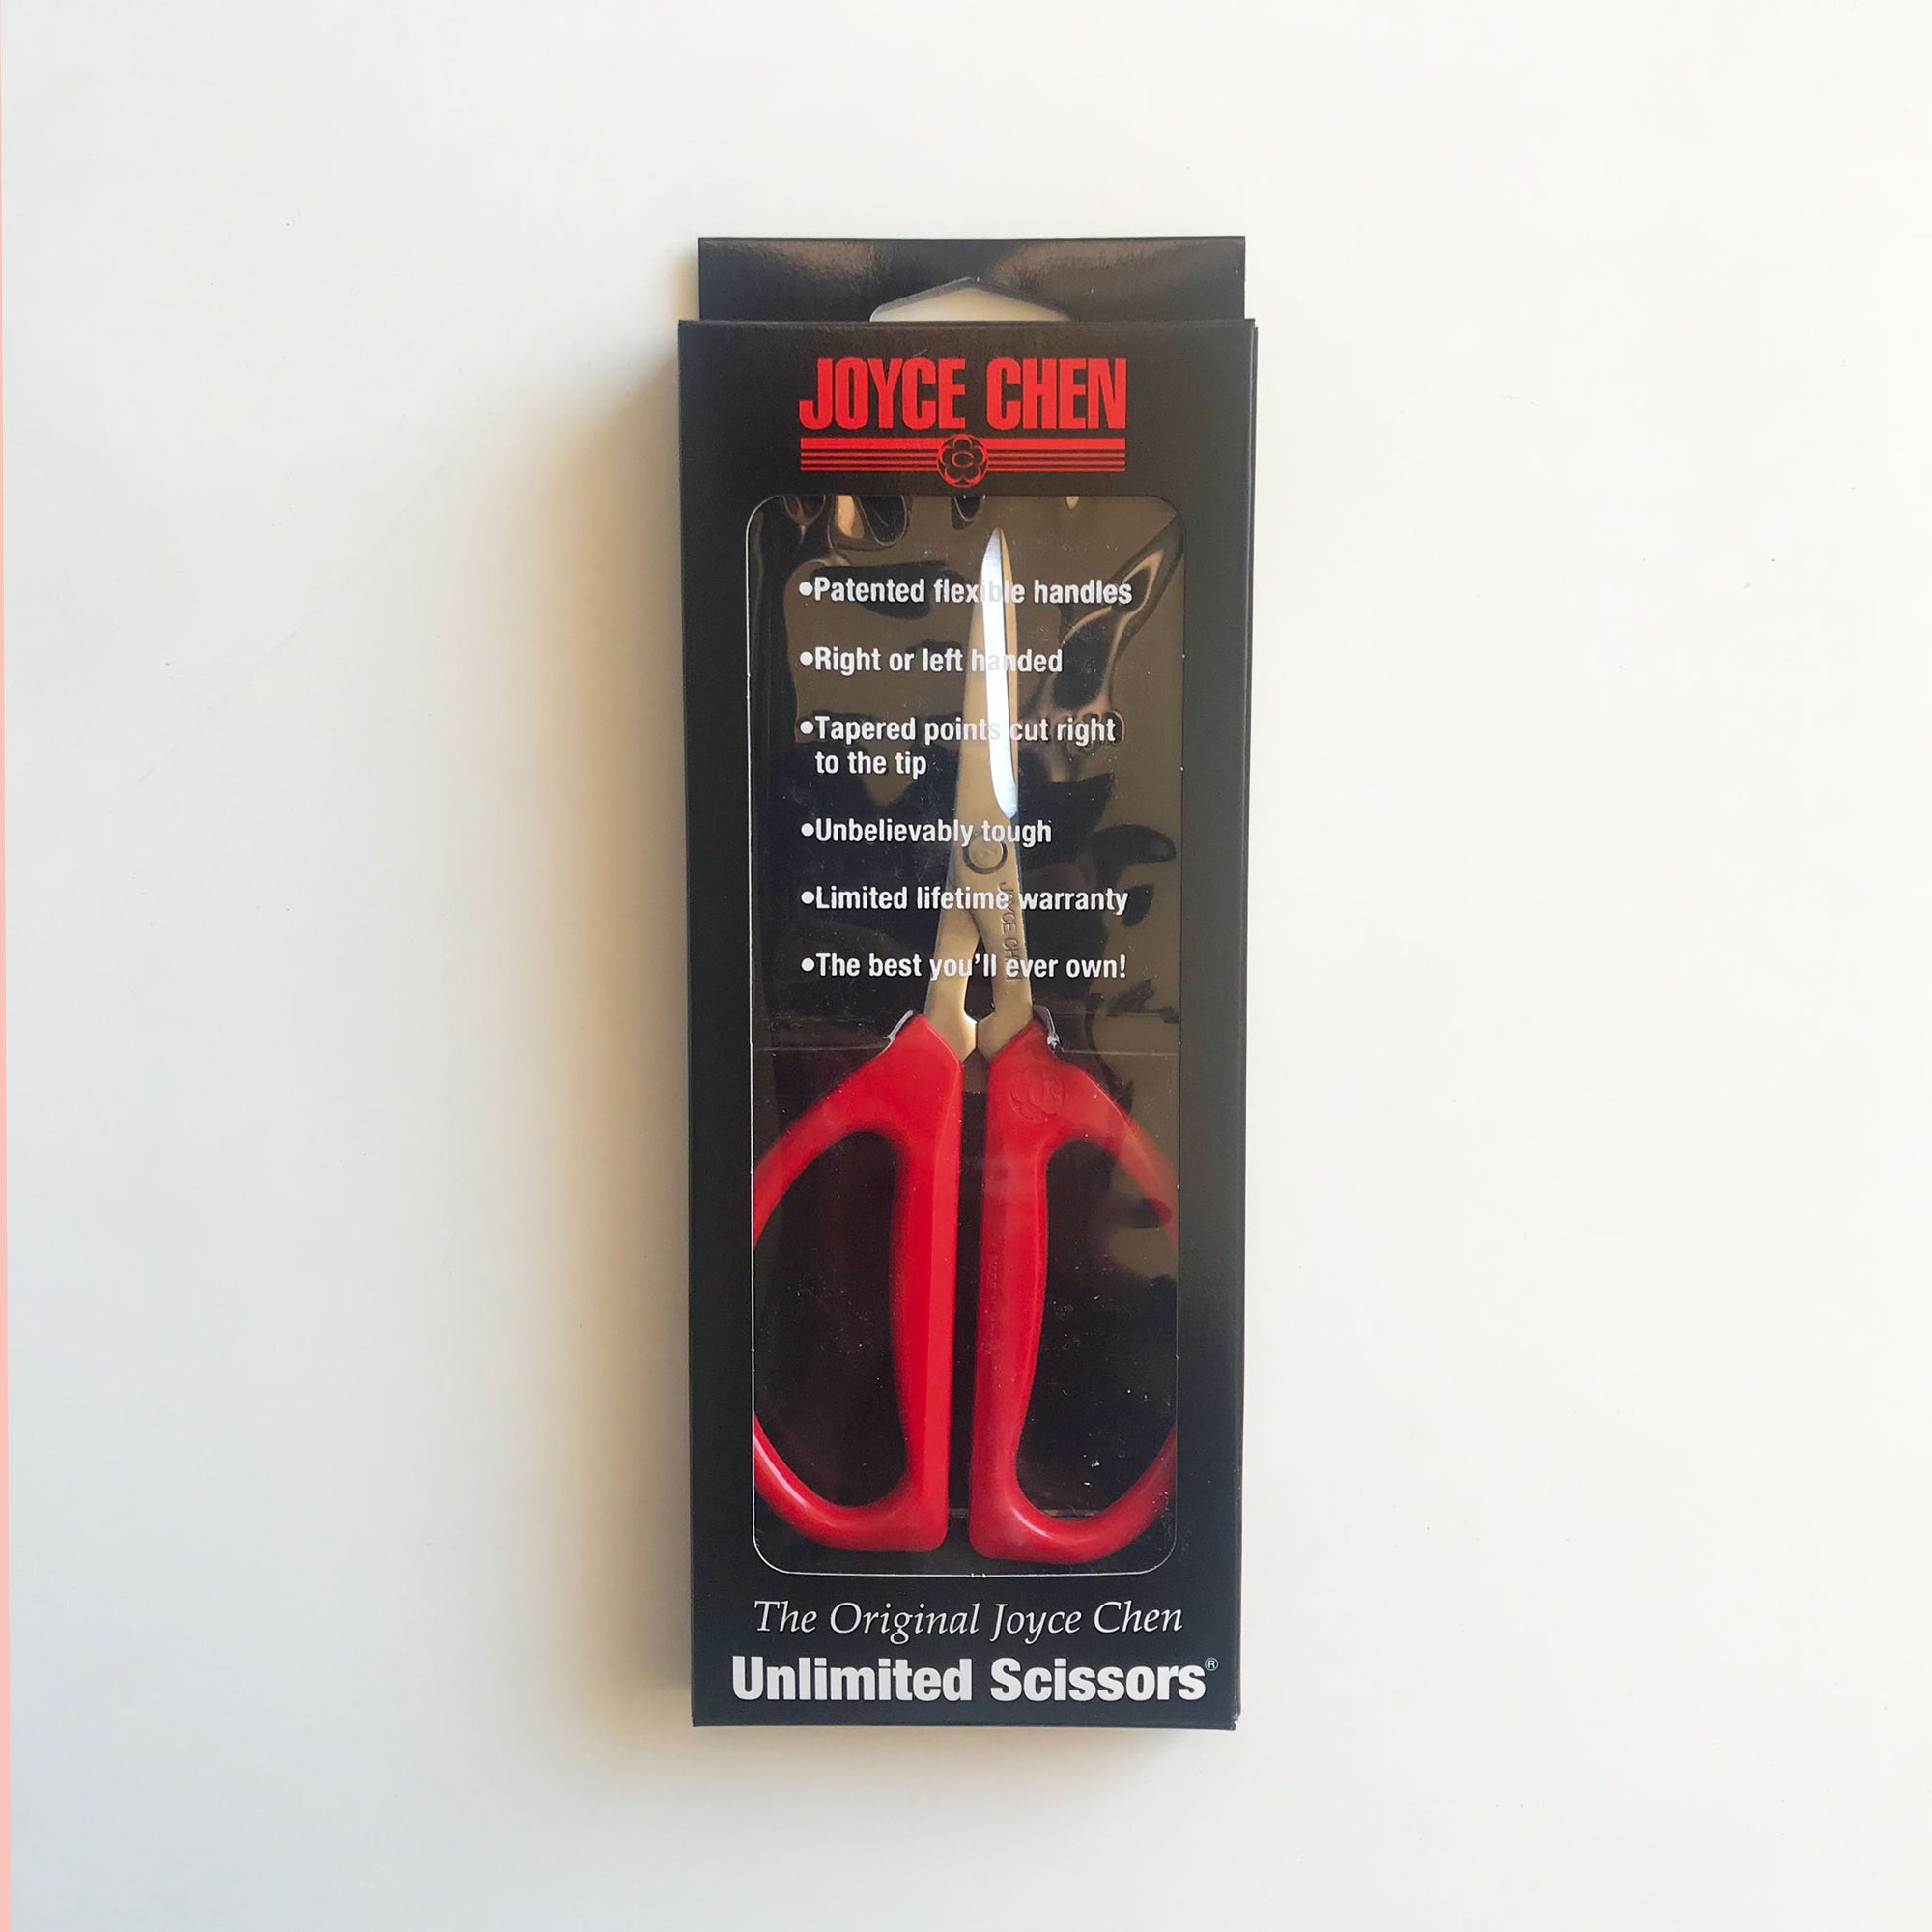 JOYCE CHEN
C
•Patented flexible handles
•Right or left handed
•Tapered points cut right
to the tip
•Unbelievably tough
•Limited lifetime warranty
JOYCE CHEN
•The best you'll ever own!
The Original Joyce Chen
Unlimited Scissors®